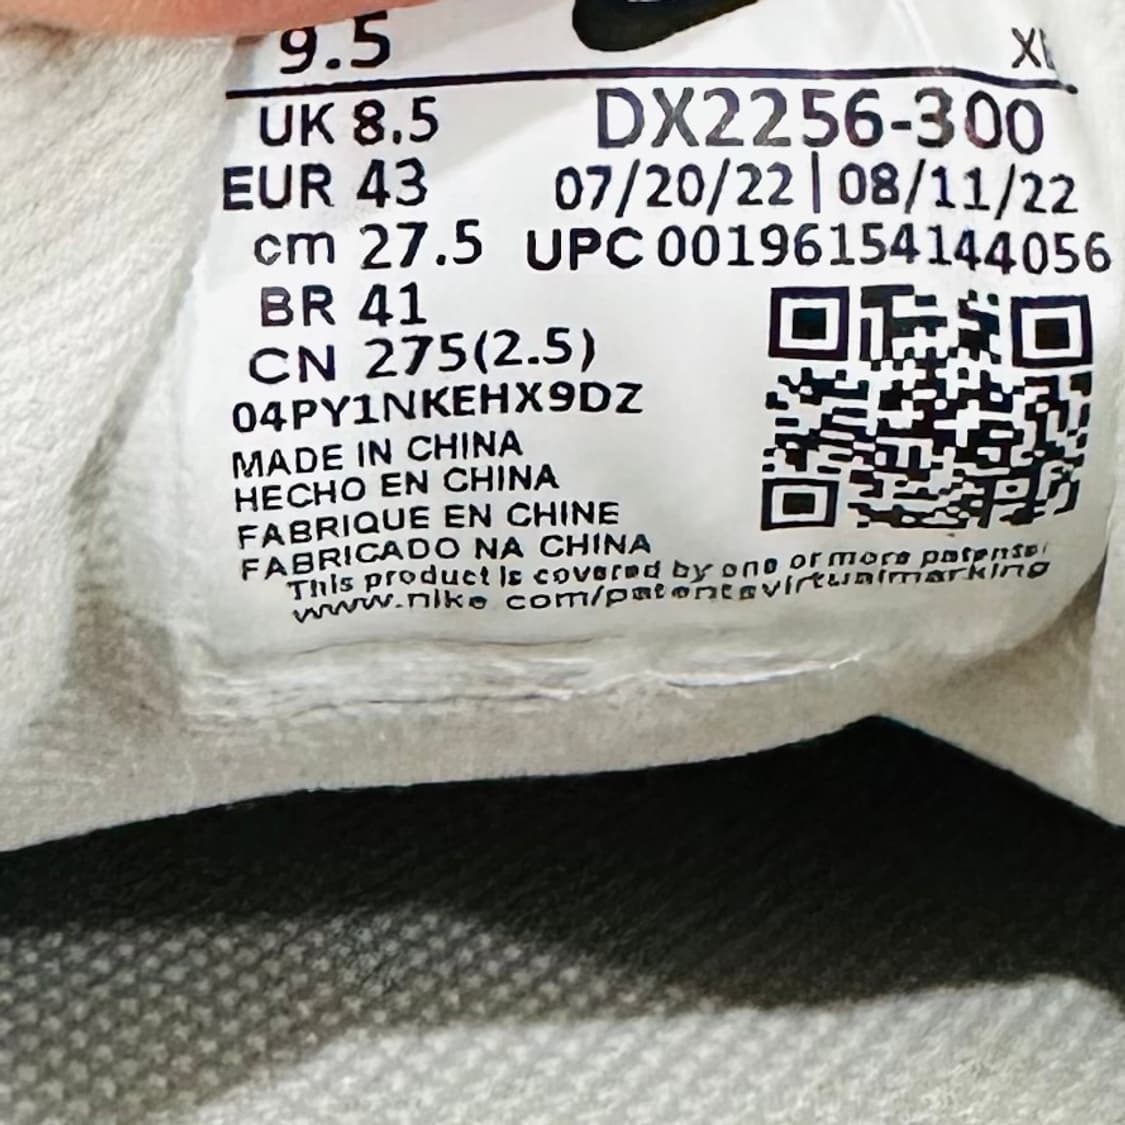 9.5
UK 8.5 DX2256-300
EUR 43 07/20/22 | 08/11/22
cm 27.5 UPC 00196154144056
BR 41
CN 275(2.5)
04PY1NKEHX9DZ
MADE IN CHINA
HECHO EN CHINA
FABRIQUE EN CHINE
FABRICADO NA CHINA
This product is covered by one or more patents.
www.nike.com/patentsvirtualmarking